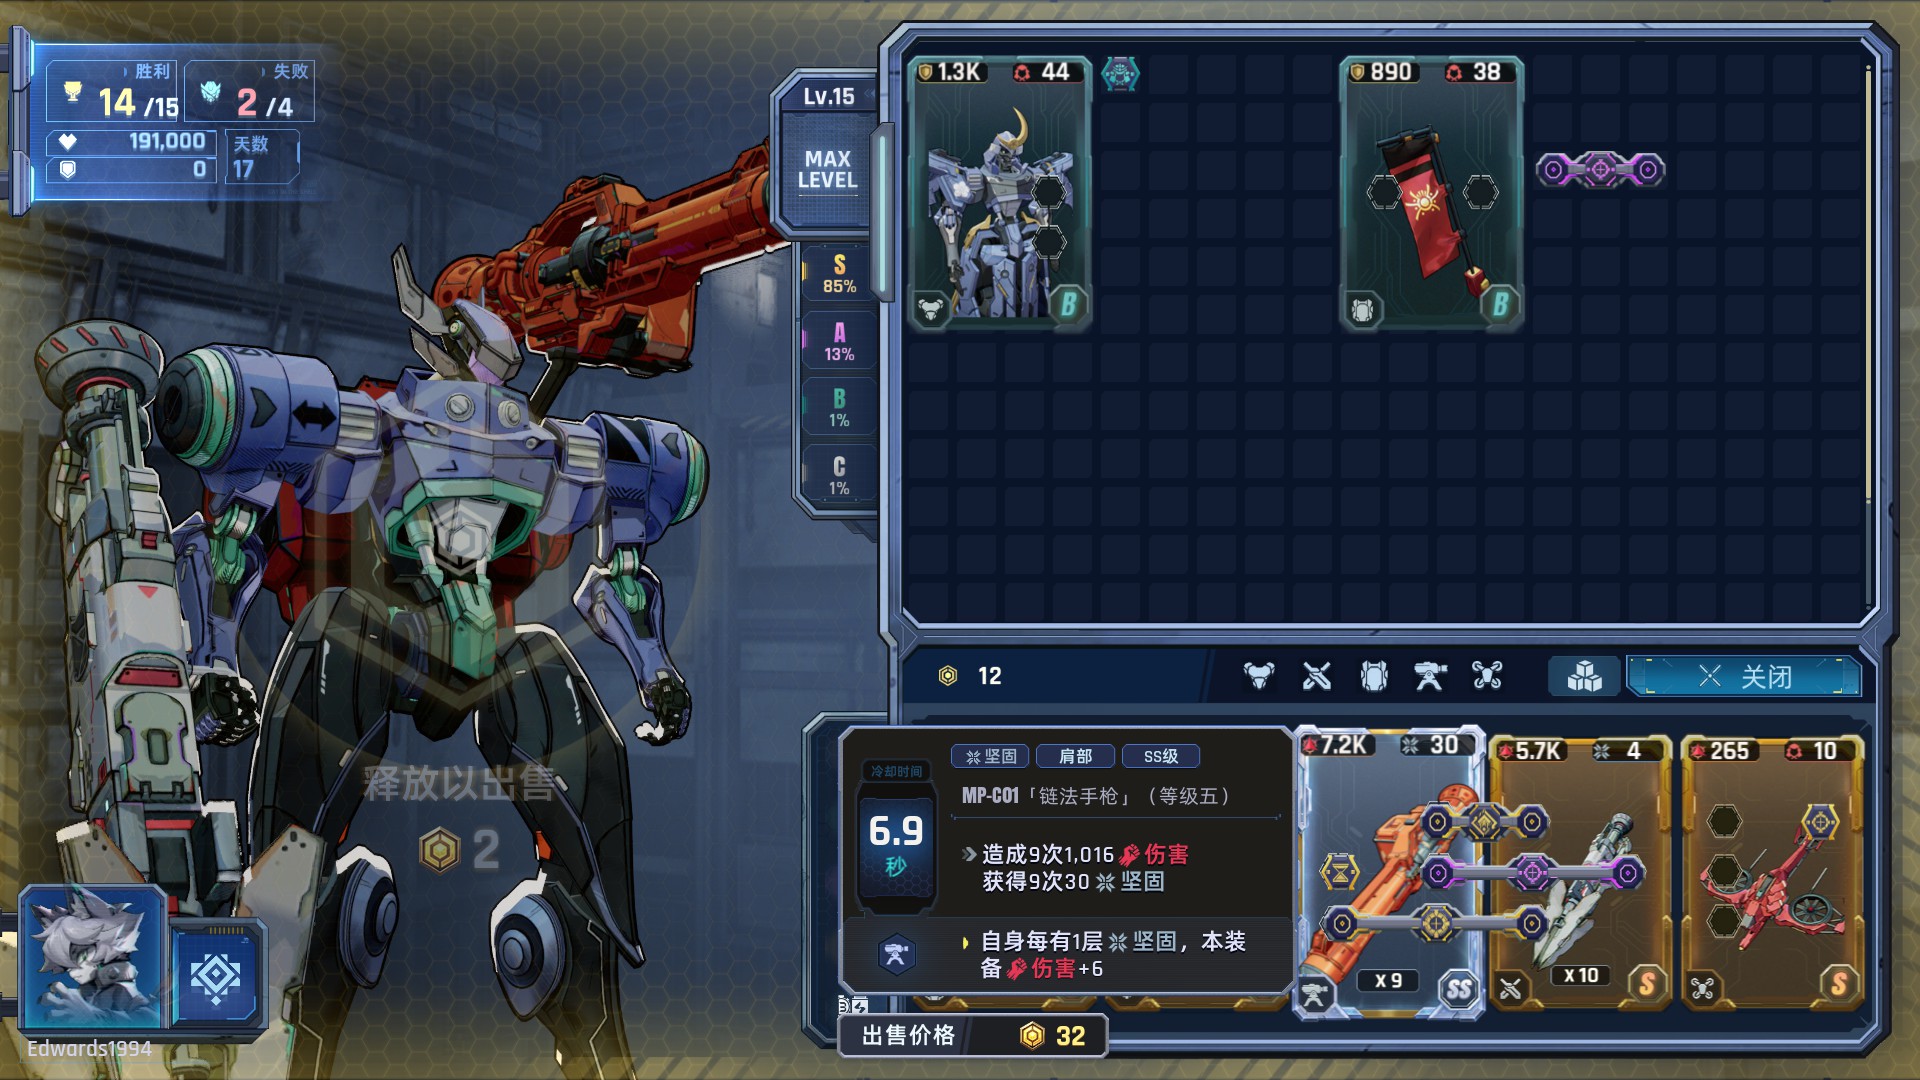 胜利
14 /15
失败
2 /4
191,000
0
天数
17
Lv.15
MAX
LEVEL
S
85%
A
13%
B
1%
C
1%
1.3K
44
B
890
38
B
12
关闭
释放以出售
2
冷却时间
6.9
秒
坚固
肩部
SS级
MP-C01「链法手枪」（等级五）
造成9次1,016伤害
获得9次30坚固
自身每有1层坚固，本装
备伤害+6
出售价格
32
7.2K
30
X 9
SS
5.7K
4
X 10
S
265
10
S
Edwards1994